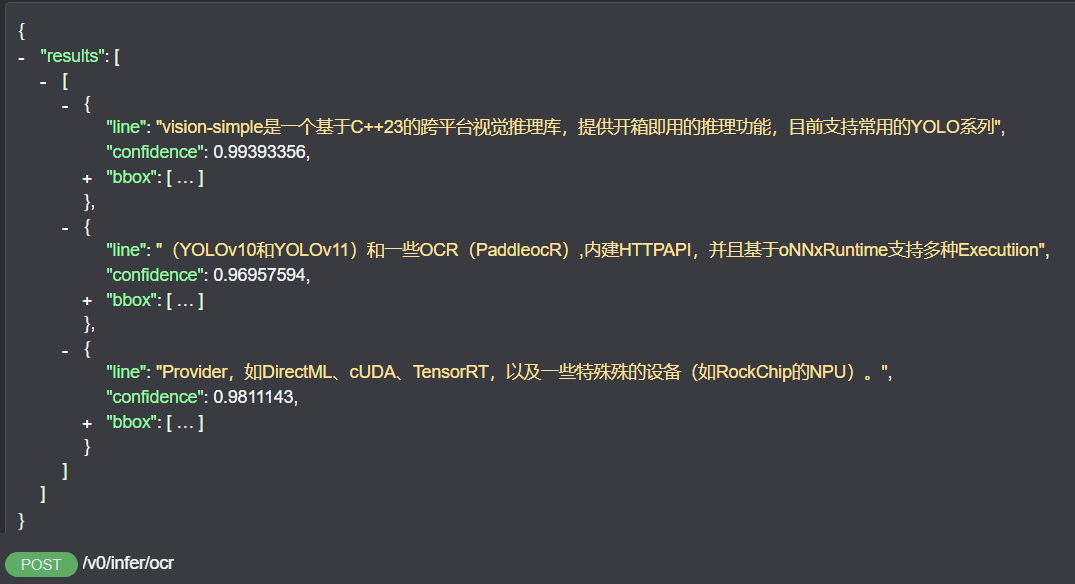 {
- "results": [
- [
- {
"line": "vision-simple是一个基于C++23的跨平台视觉推理库，提供开箱即用的推理功能，目前支持常用的YOLO系列",
"confidence": 0.99393356,
+ "bbox": [ … ]
},
- {
"line": "（YOLOv10和YOLOv11）和一些OCR（PaddleocR）,内建HTTPAPI，并且基于oNNxRuntime支持多种Executiion",
"confidence": 0.96957594,
+ "bbox": [ … ]
},
- {
"line": "Provider，如DirectML、cUDA、TensorRT，以及一些特殊殊的设备（如RockChip的NPU）。",
"confidence": 0.9811143,
+ "bbox": [ … ]
}
]
]
}
POST /v0/infer/ocr